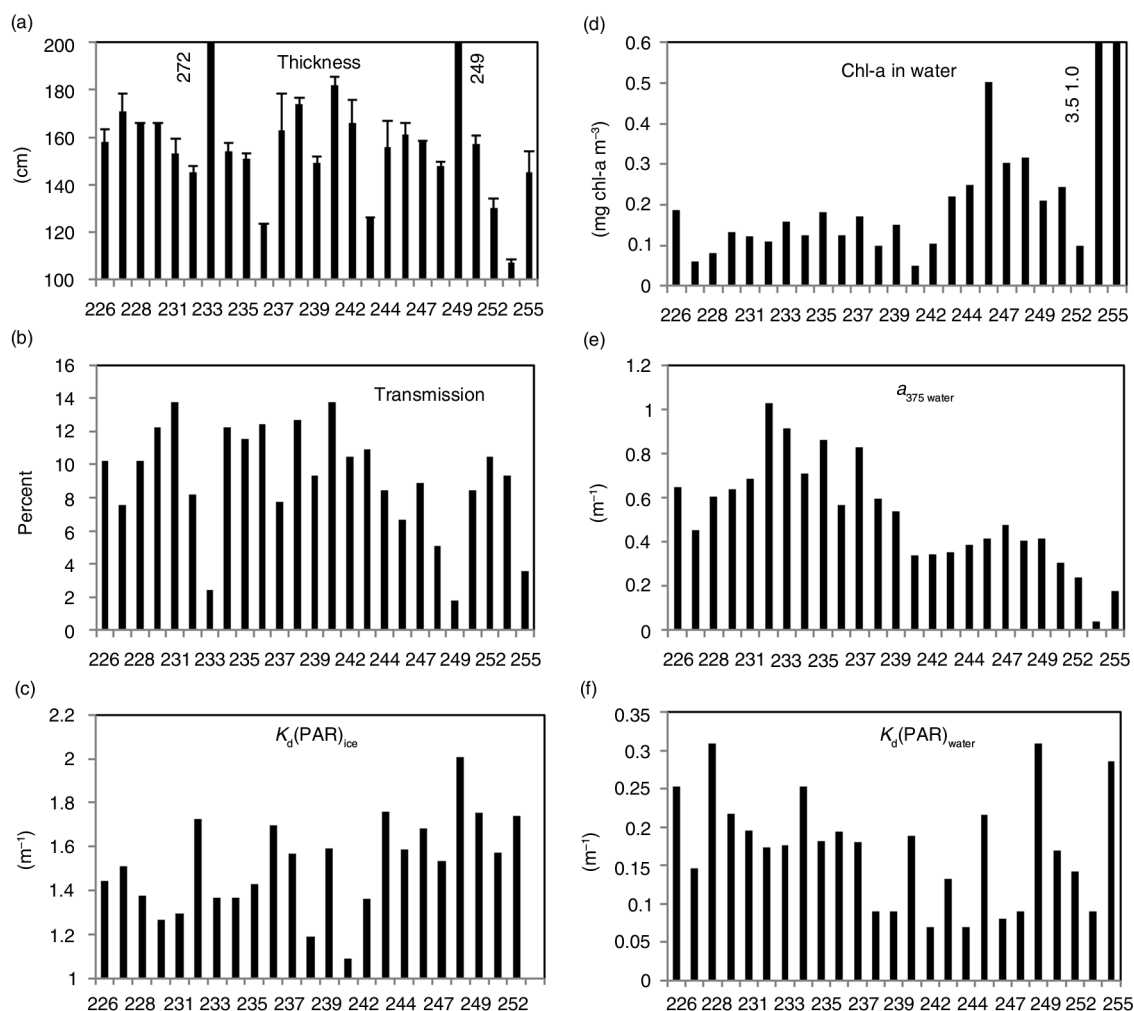 (a)
200
180
160
140
120
100
(cm)
272
Thickness
249
226 228 231 233 235 237 239 242 244 247 249 252 255
(b)
16
14
12
10
8
6
4
2
0
Percent
Transmission
226 228 231 233 235 237 239 242 244 247 249 252 255
(c)
2.2
2
1.8
1.6
1.4
1.2
1
(m⁻¹)
Kd(PAR)ice
226 228 231 233 235 237 239 242 244 247 249 252
(d)
0.6
0.5
0.4
0.3
0.2
0.1
0
(mg chl-a m⁻³)
Chl-a in water
3.5 1.0
226 228 231 233 235 237 239 242 244 247 249 252 255
(e)
1.2
1
0.8
0.6
0.4
0.2
0
(m⁻¹)
a375 water
226 228 231 233 235 237 239 242 244 247 249 252 255
(f)
0.35
0.3
0.25
0.2
0.15
0.1
0.05
0
(m⁻¹)
Kd(PAR)water
226 228 231 233 235 237 239 242 244 247 249 252 255